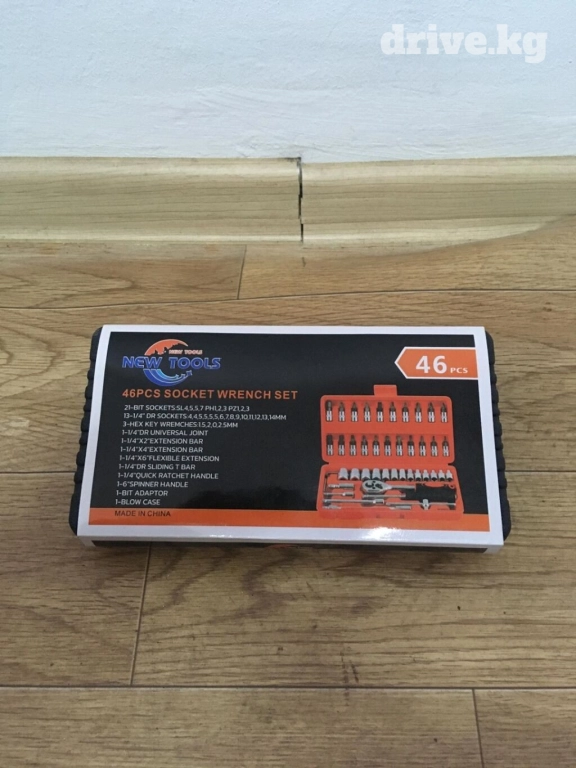 drive.kg
NEW TOOLS
NEW TOOLS
46 PCS
46PCS SOCKET WRENCH SET
21-BIT SOCKETS:SL4,5.5,7 PH1,2,3 PZ1,2,3
13-1/4" DR SOCKETS:4,4.5,5,5.5,6,7,8,9,10,11,12,13,14MM
3-HEX KEY WREMCHES 1.5,2.0,2.5MM
1-1/4"DR UNIVERSAL JOINT
1-1/4"X2"EXTENSION BAR
1-1/4"X4"EXTENSION BAR
1-1/4"X6"FLEXIBLE EXTENSION
1-1/4"DR SLIDING T BAR
1-1/4"QUICK RATCHET HANDLE
1-6"SPINNER HANDLE
1-BIT ADAPTOR
1-BLOW CASE
MADE IN CHINA